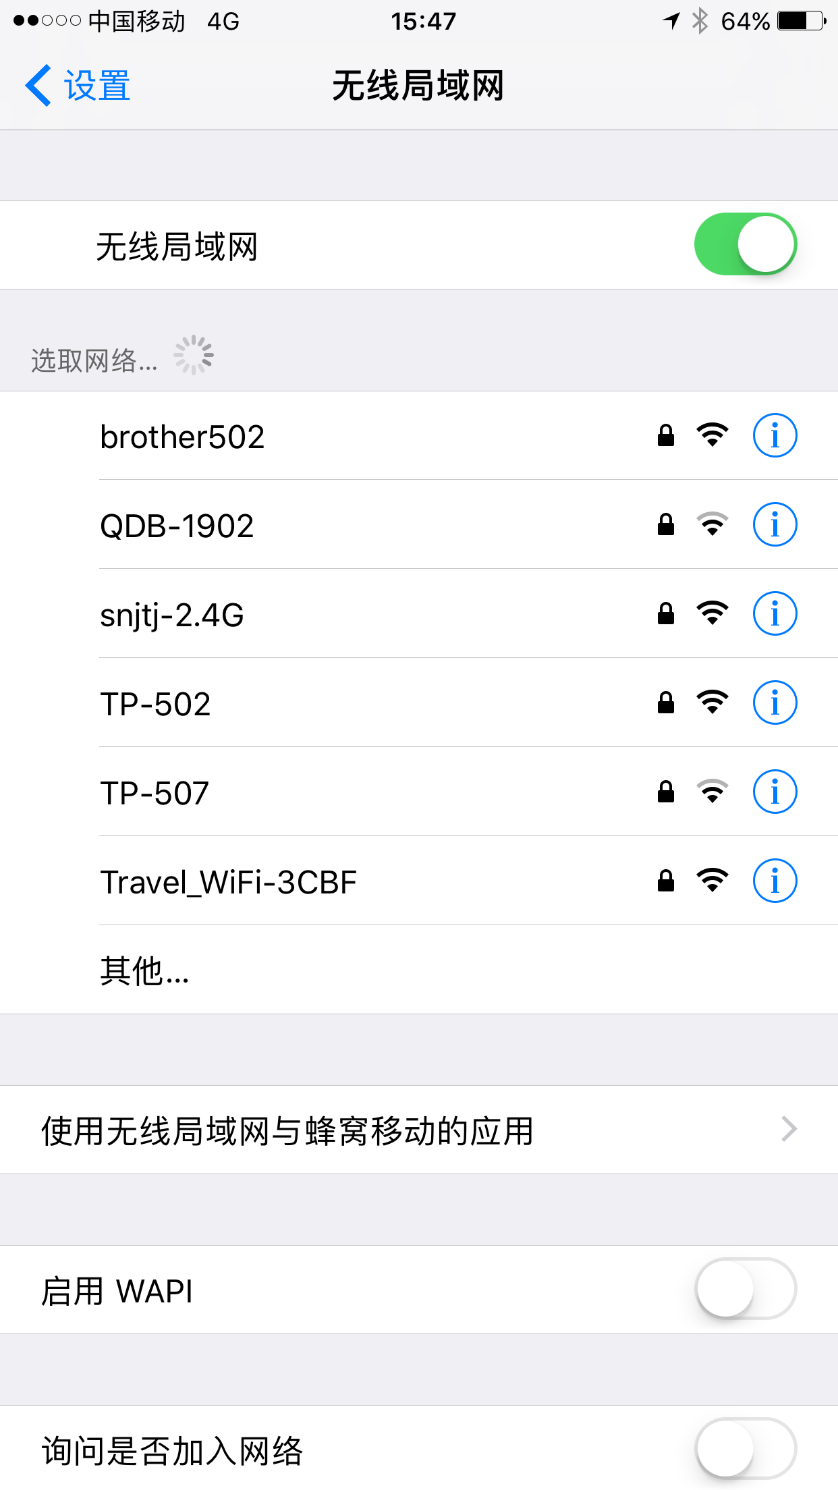 中国移动 4G 15:47 64%
设置 无线局域网
无线局域网
选取网络...
brother502
QDB-1902
snjtj-2.4G
TP-502
TP-507
Travel_WiFi-3CBF
其他...
使用无线局域网与蜂窝移动的应用
启用 WAPI
询问是否加入网络